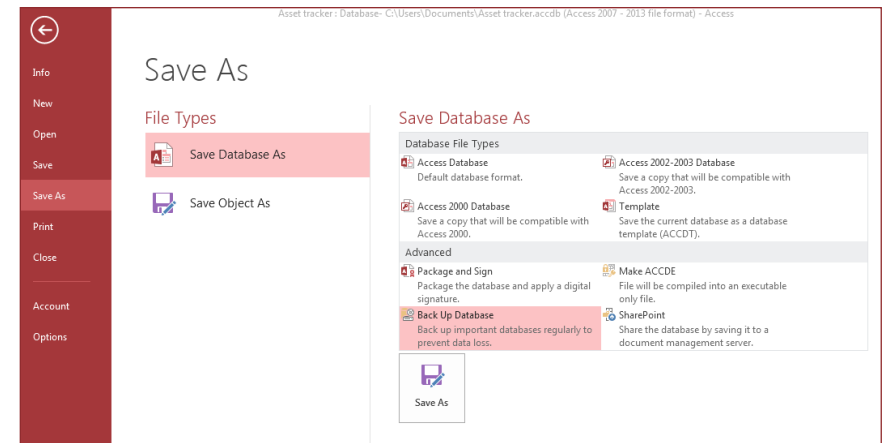 Asset tracker : Database- C:\Users\Documents\Asset tracker.accdb (Access 2007 - 2013 file format) - Access
Info
New
Open
Save
Save As
Print
Close
Account
Options
Save As
File Types
Save Database As
Save Object As
Save Database As
Database File Types
Access Database
Default database format.
Access 2002-2003 Database
Save a copy that will be compatible with
Access 2002-2003.
Access 2000 Database
Save a copy that will be compatible with
Access 2000.
Template
Save the current database as a database
template (ACCDT).
Advanced
Package and Sign
Package the database and apply a digital
signature.
Make ACCDE
File will be compiled into an executable
only file.
Back Up Database
Back up important databases regularly to
prevent data loss.
SharePoint
Share the database by saving it to a
document management server.
Save As